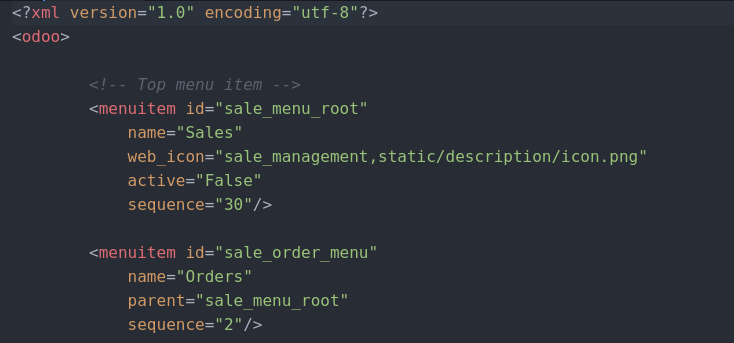 <?xml version="1.0" encoding="utf-8"?>
<odoo>
<!-- Top menu item -->
<menuitem id="sale_menu_root"
name="Sales"
web_icon="sale_management,static/description/icon.png"
active="False"
sequence="30"/>
<menuitem id="sale_order_menu"
name="Orders"
parent="sale_menu_root"
sequence="2"/>